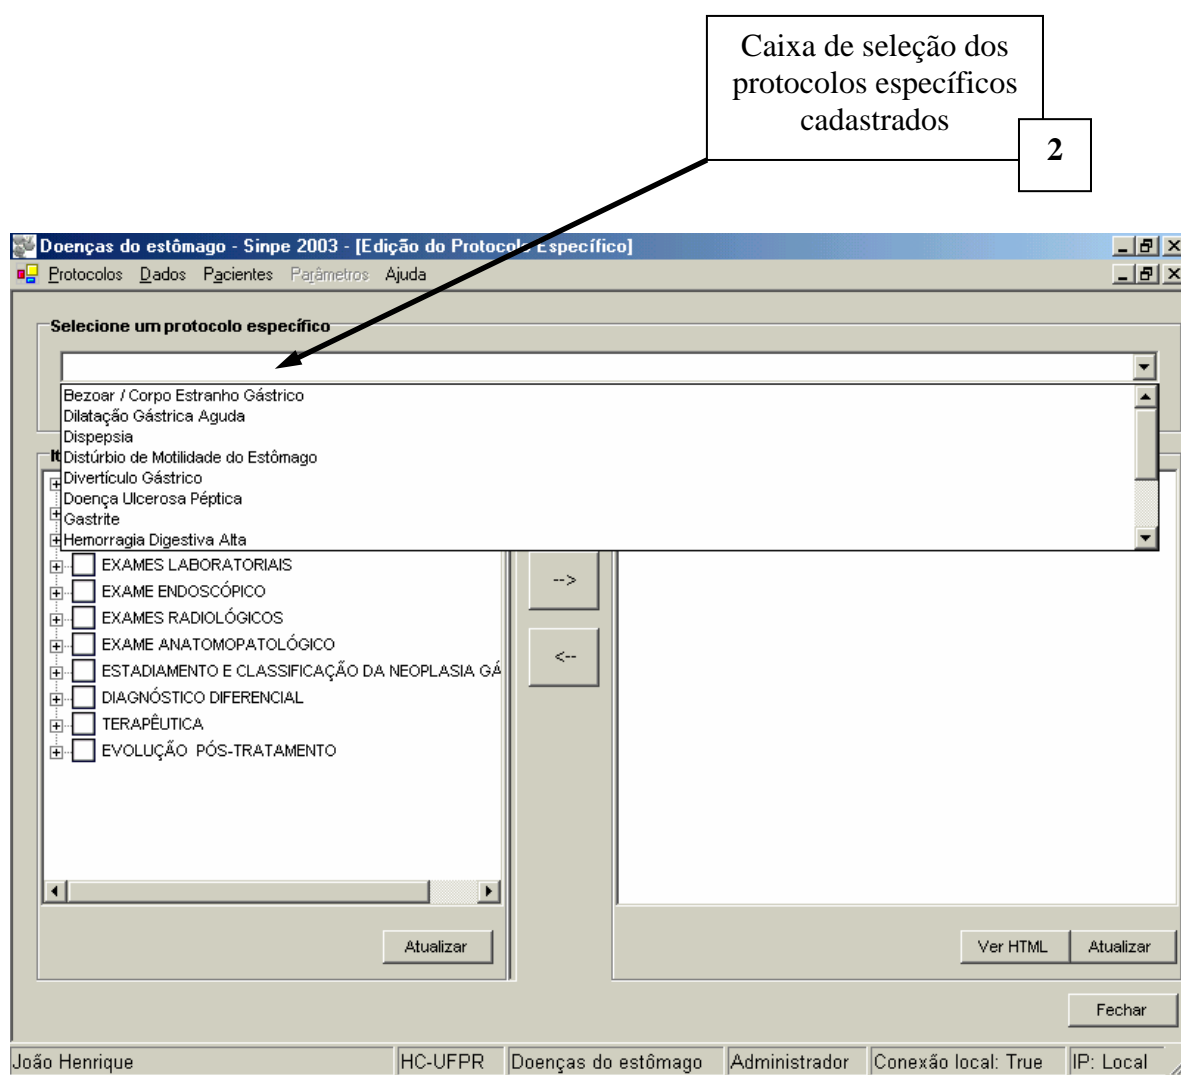 Caixa de seleção dos
protocolos específicos
cadastrados
2
Doenças do estômago - Sinpe 2003 - [Edição do Protocolo Específico]
Protocolos Dados Pacientes Parâmetros Ajuda
Selecione um protocolo específico
Bezoar / Corpo Estranho Gástrico
Dilatação Gástrica Aguda
Dispepsia
Distúrbio de Motilidade do Estômago
Divertículo Gástrico
Doença Ulcerosa Péptica
Gastrite
Hemorragia Digestiva Alta
EXAMES LABORATORIAIS
EXAME ENDOSCÓPICO
EXAMES RADIOLÓGICOS
EXAME ANATOMOPATOLÓGICO
ESTADIAMENTO E CLASSIFICAÇÃO DA NEOPLASIA GÁ
DIAGNÓSTICO DIFERENCIAL
TERAPÊUTICA
EVOLUÇÃO PÓS-TRATAMENTO
-->
<--
Atualizar
Ver HTML Atualizar
Fechar
João Henrique HC-UFPR Doenças do estômago Administrador Conexão local: True IP: Local